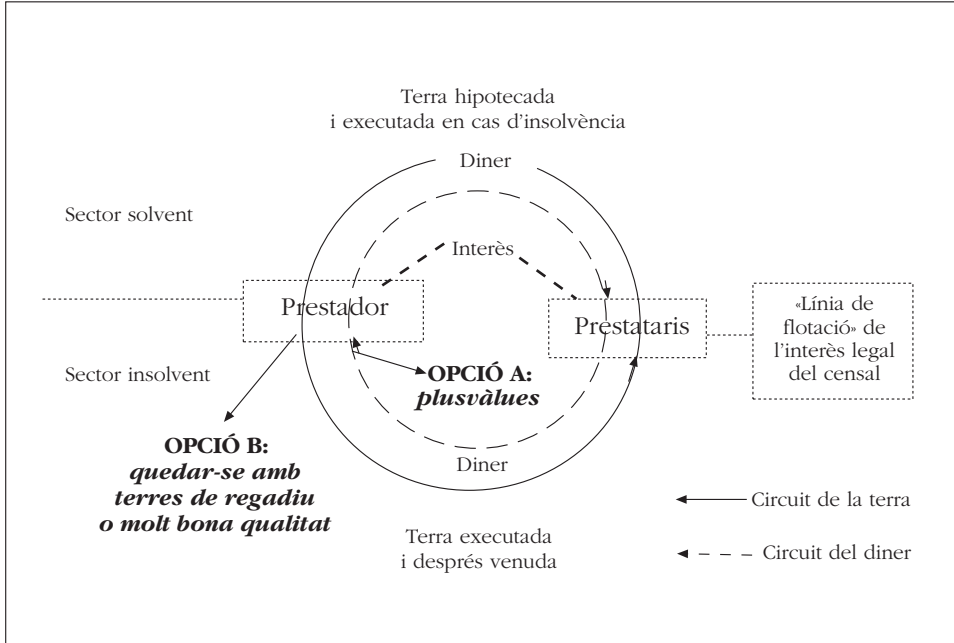 Terra hipotecada
i executada en cas d'insolvència
Diner
Sector solvent
Interès
Prestador
Prestataris
«Línia de
flotació» de
l'interès legal
del censal
Sector insolvent
OPCIÓ A:
plusvàlues
OPCIÓ B:
quedar-se amb
terres de regadiu
o molt bona qualitat
Diner
Terra executada
i després venuda
Circuit de la terra
Circuit del diner